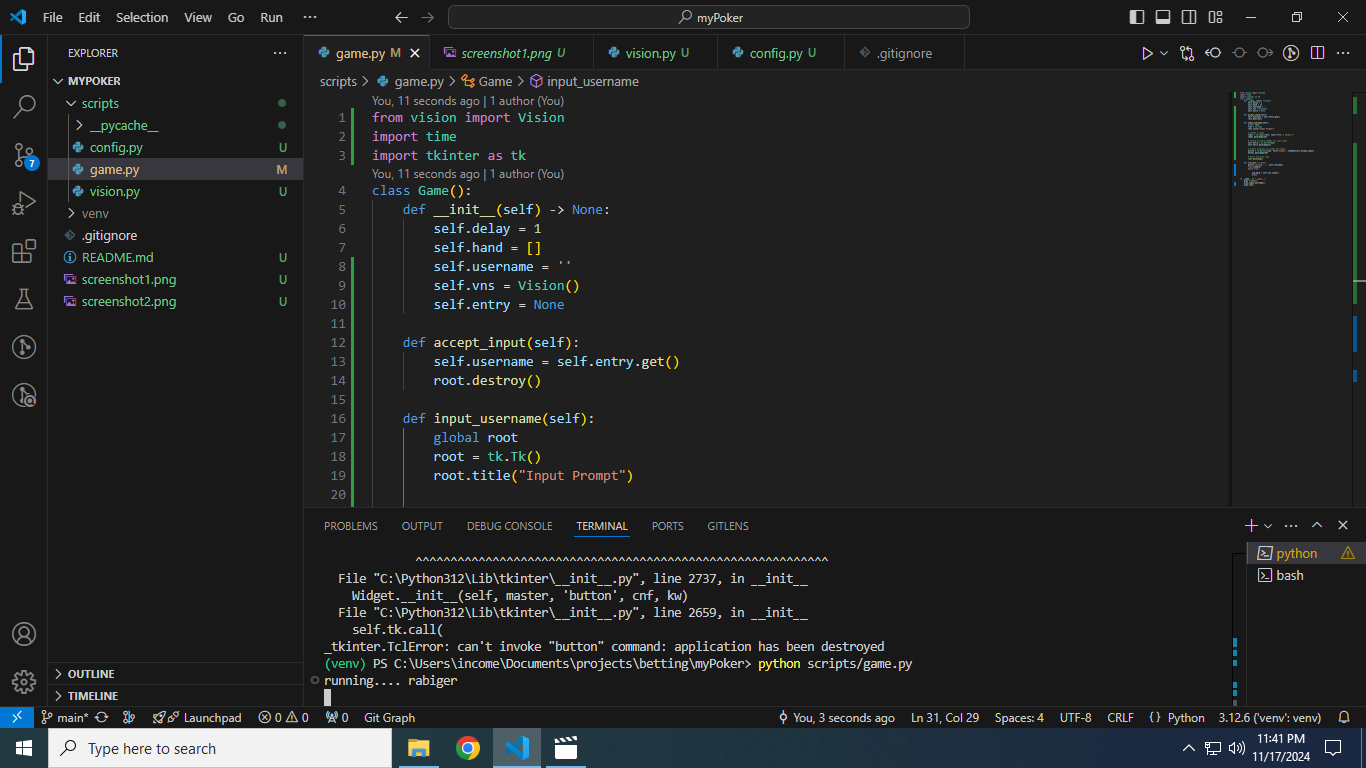 File Edit Selection View Go Run ··· myPoker
EXPLORER
MYPOKER
scripts
__pycache__
config.py U
game.py M
vision.py U
venv
.gitignore
README.md U
screenshot1.png U
screenshot2.png U
OUTLINE
TIMELINE
7
game.py M screenshot1.png U vision.py U config.py U .gitignore
scripts > game.py > Game > input_username
You, 11 seconds ago | 1 author (You)
1 from vision import Vision
2 import time
3 import tkinter as tk
You, 11 seconds ago | 1 author (You)
4 class Game():
5 def __init__(self) -> None:
6 self.delay = 1
7 self.hand = []
8 self.username = ''
9 self.vns = Vision()
10 self.entry = None
11
12 def accept_input(self):
13 self.username = self.entry.get()
14 root.destroy()
15
16 def input_username(self):
17 global root
18 root = tk.Tk()
19 root.title("Input Prompt")
20
PROBLEMS OUTPUT DEBUG CONSOLE TERMINAL PORTS GITLENS
^^^^^^^^^^^^^^^^^^^^^^^^^^^^^^^^^^^^^^^^^^^^^^^^^^^^^^^^^^^
File "C:\Python312\Lib\tkinter\__init__.py", line 2737, in __init__
Widget.__init__(self, master, 'button', cnf, kw)
File "C:\Python312\Lib\tkinter\__init__.py", line 2659, in __init__
self.tk.call(
_tkinter.TclError: can't invoke "button" command: application has been destroyed
(venv) PS C:\Users\income\Documents\projects\betting\myPoker> python scripts/game.py
running.... rabiger
python
bash
main* Launchpad 0 0 0 Git Graph You, 3 seconds ago Ln 31, Col 29 Spaces: 4 UTF-8 CRLF Python 3.12.6 ('venv': venv)
Type here to search
11:41 PM
11/17/2024